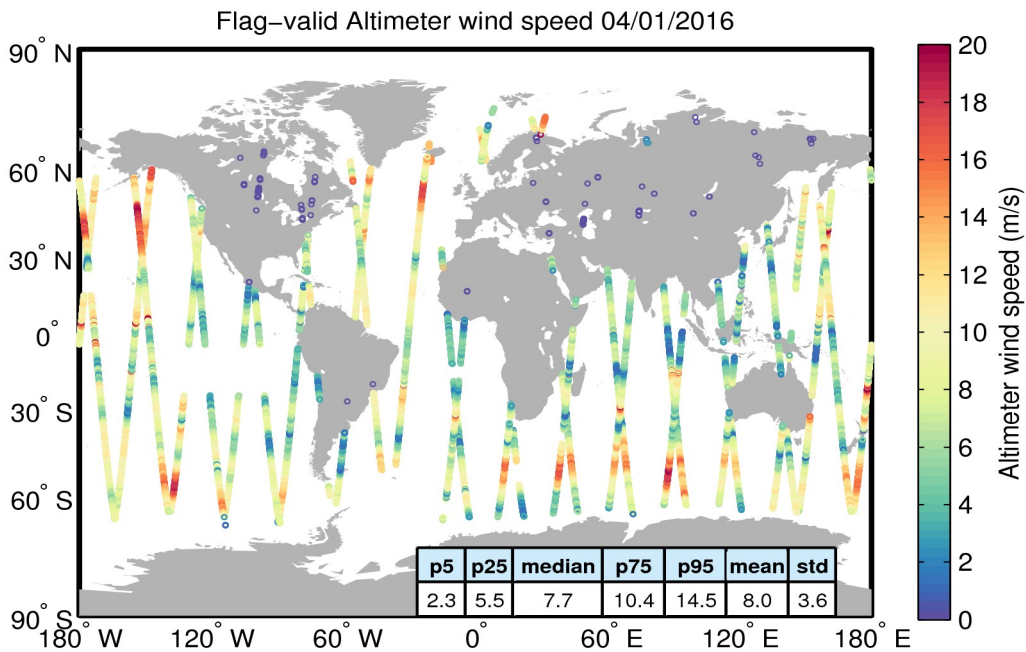 Flag−valid Altimeter wind speed 04/01/2016
90° N
60° N
30° N
0°
30° S
60° S
90° S
180° W
120° W
60° W
0°
60° E
120° E
180° E
p5 p25 median p75 p95 mean std
2.3 5.5 7.7 10.4 14.5 8.0 3.6
20
18
16
14
12
10
8
6
4
2
0
Altimeter wind speed (m/s)